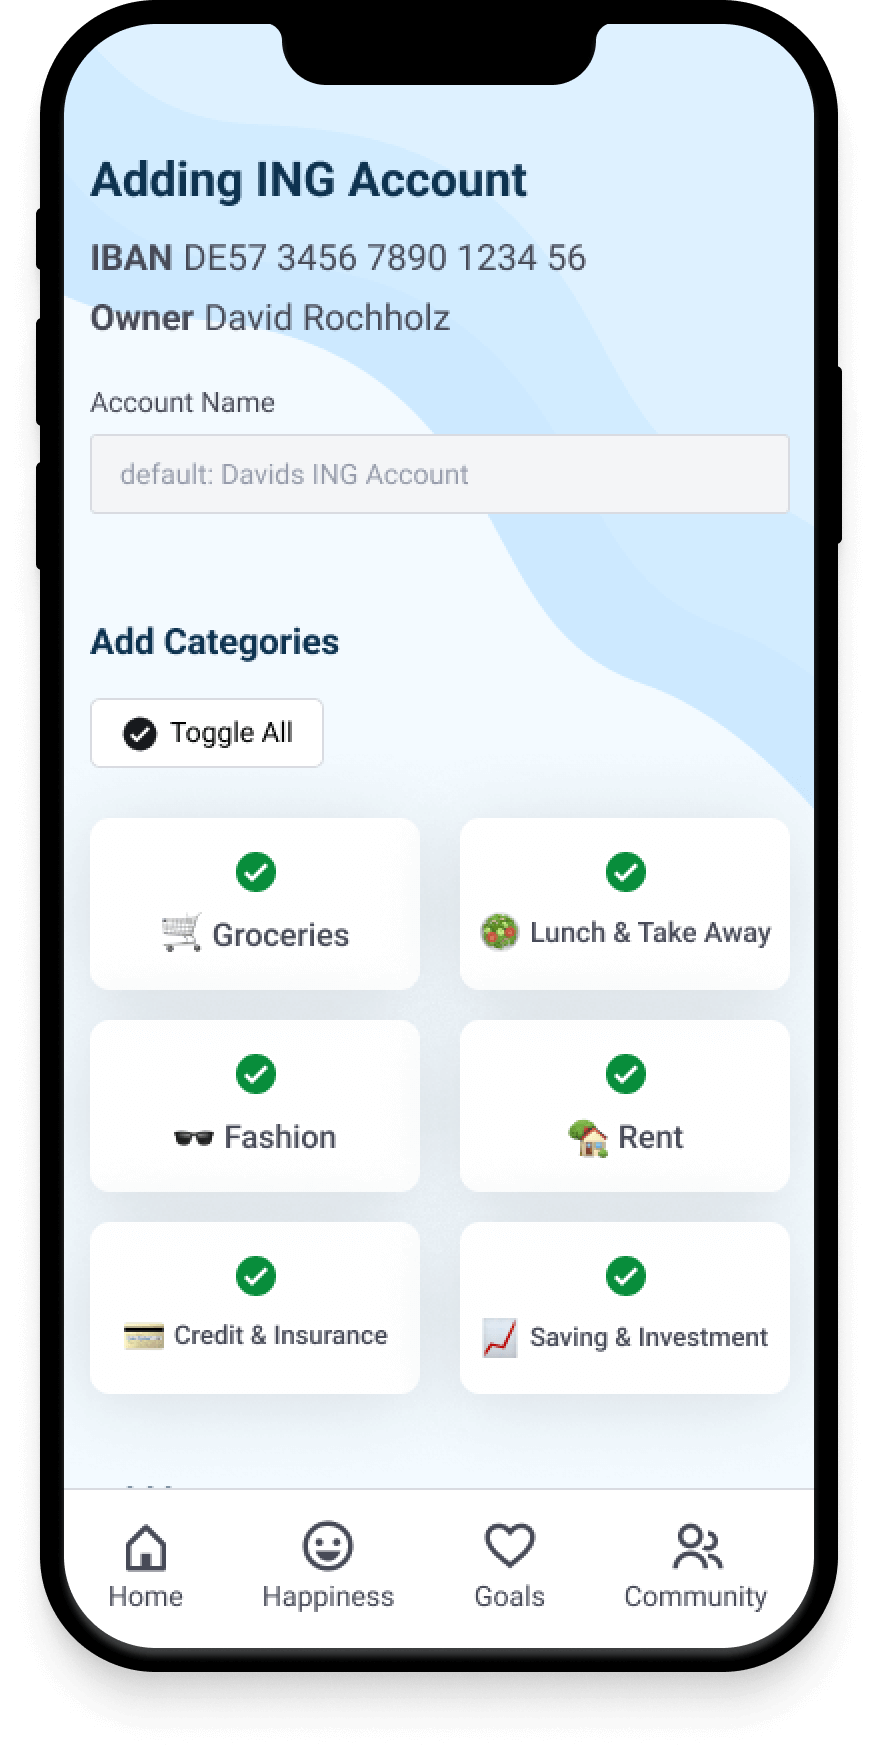 Adding ING Account
IBAN DE57 3456 7890 1234 56
Owner David Rochholz
Account Name
default: Davids ING Account
Add Categories
Toggle All
Groceries
Lunch & Take Away
Fashion
Rent
Credit & Insurance
Saving & Investment
Home
Happiness
Goals
Community